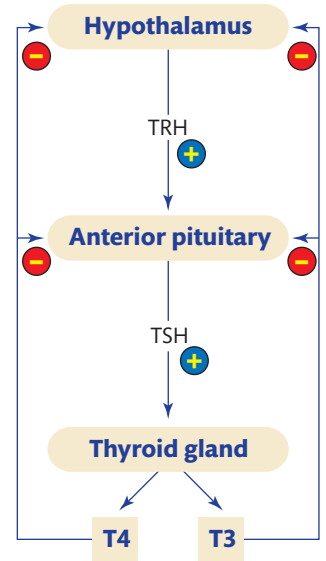 Hypothalamus
− −
TRH
+
Anterior pituitary
− −
TSH
+
Thyroid gland
T4 T3